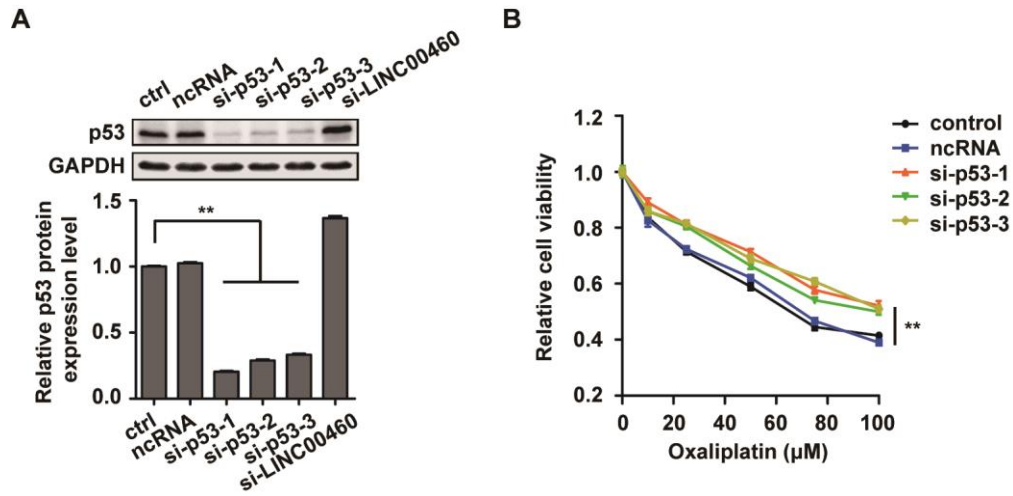 A
ctrl
ncRNA
si-p53-1
si-p53-2
si-p53-3
si-LINC00460
p53
GAPDH
Relative p53 protein
expression level
1.5
1.0
0.5
0.0
**
ctrl
ncRNA
si-p53-1
si-p53-2
si-p53-3
si-LINC00460
B
Relative cell viability
1.2
1.0
0.8
0.6
0.4
0.2
0 20 40 60 80 100
Oxaliplatin (µM)
control
ncRNA
si-p53-1
si-p53-2
si-p53-3
**